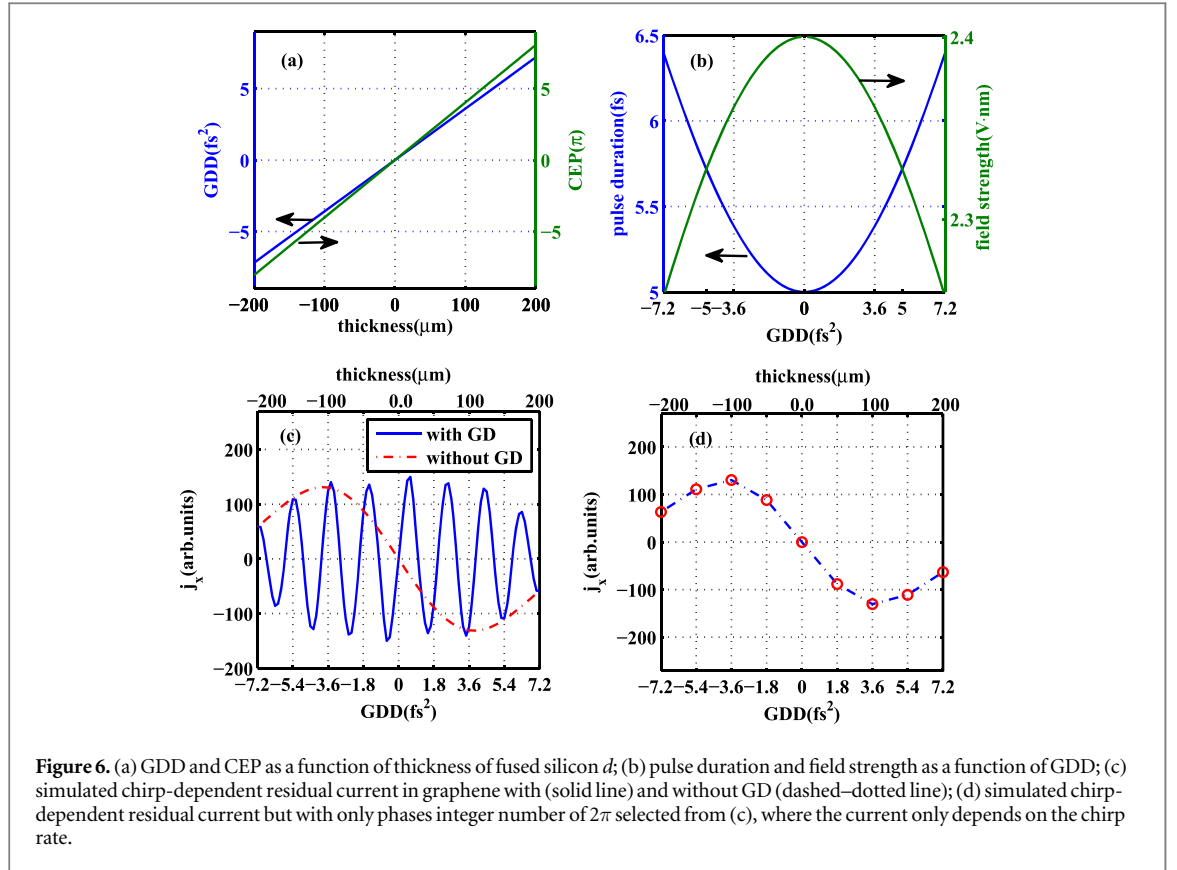 (a)
GDD(fs²)
5
0
−5
5
0
−5
CEP(π)
−200 −100 0 100 200
thickness(μm)
(b)
pulse duration(fs)
6.5
6
5.5
5
2.4
2.3
field strength(V·nm)
−7.2 −5 −3.6 0 3.6 5 7.2
GDD(fs²)
thickness(μm)
−200 −100 0.0 100 200
(c)
with GD
without GD
j_x(arb.units)
200
100
0
−100
−200
−7.2 −5.4 −3.6 −1.8 0 1.8 3.6 5.4 7.2
GDD(fs²)
thickness(μm)
−200 −100 0.0 100 200
(d)
j_x(arb.units)
200
100
0
−100
−200
−7.2 −5.4 −3.6 −1.8 0 1.8 3.6 5.4 7.2
GDD(fs²)
Figure 6. (a) GDD and CEP as a function of thickness of fused silicon d; (b) pulse duration and field strength as a function of GDD; (c)
simulated chirp-dependent residual current in graphene with (solid line) and without GD (dashed–dotted line); (d) simulated chirp-
dependent residual current but with only phases integer number of 2π selected from (c), where the current only depends on the chirp
rate.